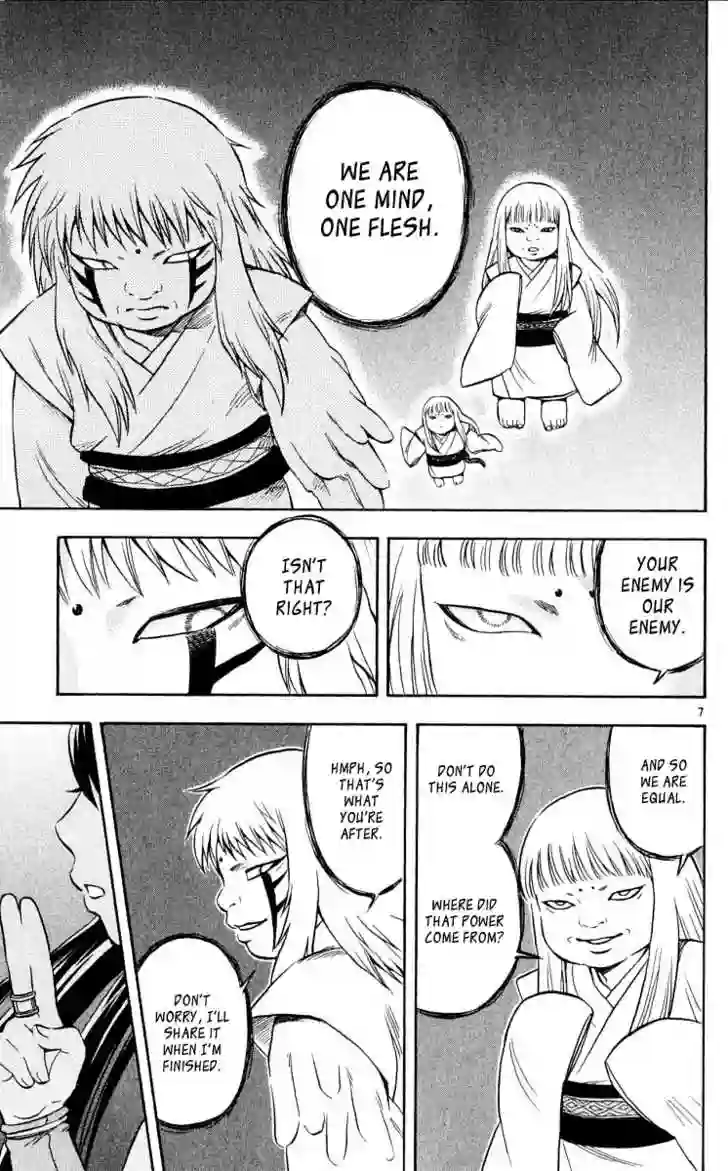 WE ARE
ONE MIND,
ONE FLESH.
YOUR
ENEMY IS
OUR
ENEMY.
ISN'T
THAT
RIGHT?
7
AND SO
WE ARE
EQUAL.
DON'T DO
THIS ALONE.
WHERE DID
THAT POWER
COME FROM?
HMPH, SO
THAT'S
WHAT
YOU'RE
AFTER.
DON'T
WORRY, I'LL
SHARE IT
WHEN I'M
FINISHED.